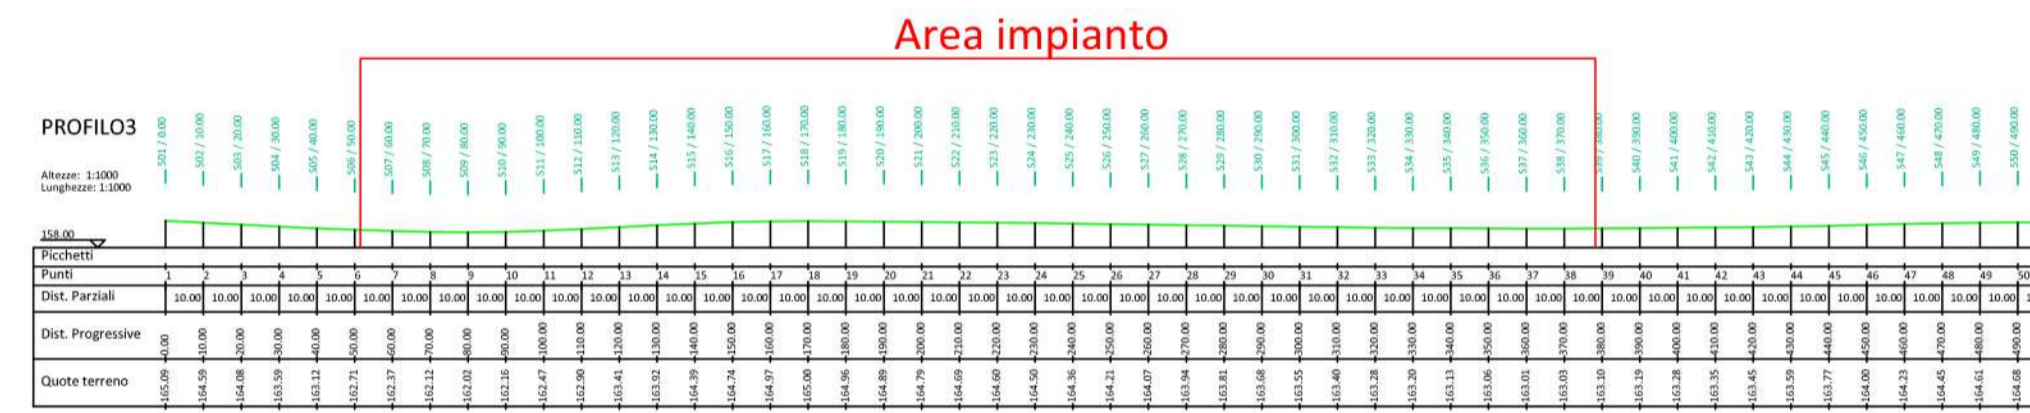 Area impianto
PROFILO3
Altezze: 1:1000
Lunghezze: 1:1000
S01 / 0.00 S02 / 10.00 S03 / 20.00 S04 / 30.00 S05 / 40.00 S06 / 50.00 S07 / 60.00 S08 / 70.00 S09 / 80.00 S10 / 90.00 S11 / 100.00 S12 / 110.00 S13 / 120.00 S14 / 130.00 S15 / 140.00 S16 / 150.00 S17 / 160.00 S18 / 170.00 S19 / 180.00 S20 / 190.00 S21 / 200.00 S22 / 210.00 S23 / 220.00 S24 / 230.00 S25 / 240.00 S26 / 250.00 S27 / 260.00 S28 / 270.00 S29 / 280.00 S30 / 290.00 S31 / 300.00 S32 / 310.00 S33 / 320.00 S34 / 330.00 S35 / 340.00 S36 / 350.00 S37 / 360.00 S38 / 370.00 S39 / 380.00 S40 / 390.00 S41 / 400.00 S42 / 410.00 S43 / 420.00 S44 / 430.00 S45 / 440.00 S46 / 450.00 S47 / 460.00 S48 / 470.00 S49 / 480.00 S50 / 490.00
158.00
Picchetti
Punti 1 2 3 4 5 6 7 8 9 10 11 12 13 14 15 16 17 18 19 20 21 22 23 24 25 26 27 28 29 30 31 32 33 34 35 36 37 38 39 40 41 42 43 44 45 46 47 48 49 50
Dist. Parziali 10.00 10.00 10.00 10.00 10.00 10.00 10.00 10.00 10.00 10.00 10.00 10.00 10.00 10.00 10.00 10.00 10.00 10.00 10.00 10.00 10.00 10.00 10.00 10.00 10.00 10.00 10.00 10.00 10.00 10.00 10.00 10.00 10.00 10.00 10.00 10.00 10.00 10.00 10.00 10.00 10.00 10.00 10.00 10.00 10.00 10.00 10.00 10.00 10.00
Dist. Progressive 0.00 10.00 20.00 30.00 40.00 50.00 60.00 70.00 80.00 90.00 100.00 110.00 120.00 130.00 140.00 150.00 160.00 170.00 180.00 190.00 200.00 210.00 220.00 230.00 240.00 250.00 260.00 270.00 280.00 290.00 300.00 310.00 320.00 330.00 340.00 350.00 360.00 370.00 380.00 390.00 400.00 410.00 420.00 430.00 440.00 450.00 460.00 470.00 480.00 490.00
Quote terreno 165.09 164.59 164.08 163.59 163.12 162.71 162.37 162.12 162.02 162.16 162.47 162.90 163.41 163.92 164.39 164.74 164.97 165.00 164.96 164.89 164.79 164.69 164.60 164.50 164.36 164.21 164.07 163.94 163.81 163.68 163.55 163.40 163.28 163.20 163.13 163.06 163.01 163.03 163.10 163.19 163.28 163.35 163.45 163.59 163.77 164.00 164.23 164.45 164.61 164.68